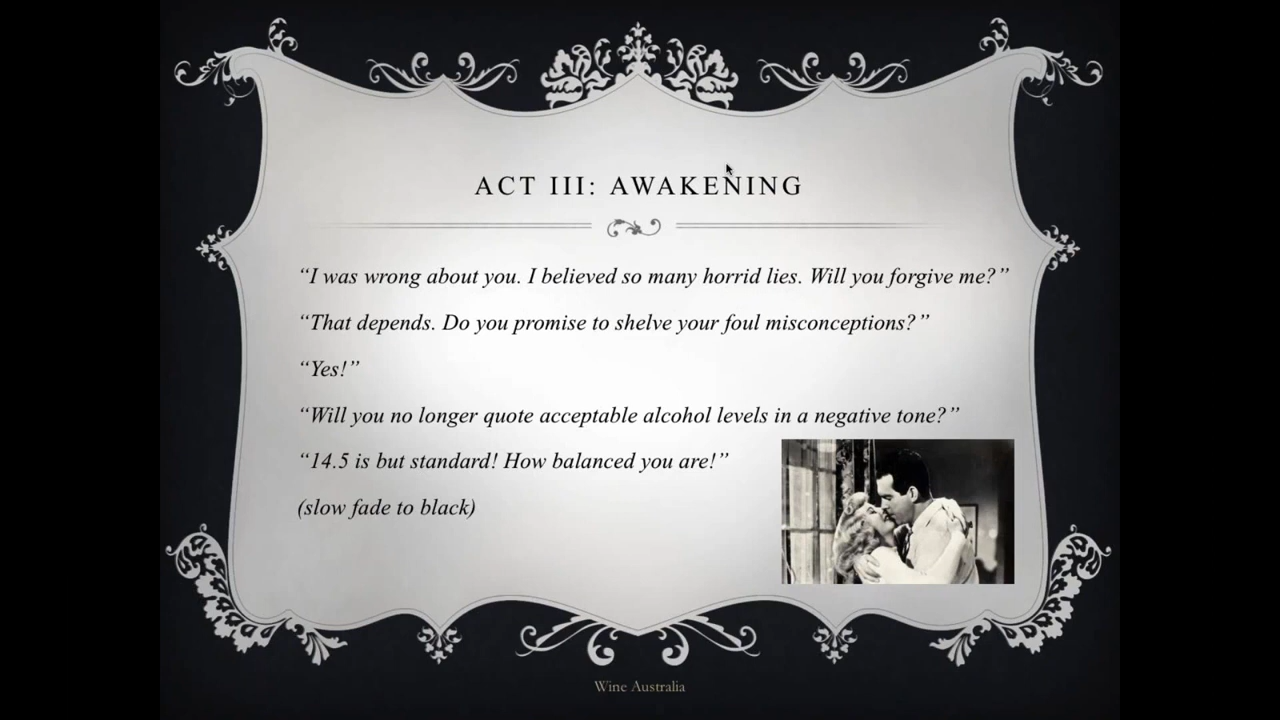 ACT III: AWAKENING
“I was wrong about you. I believed so many horrid lies. Will you forgive me?”
“That depends. Do you promise to shelve your foul misconceptions?”
“Yes!”
“Will you no longer quote acceptable alcohol levels in a negative tone?”
“14.5 is but standard! How balanced you are!”
(slow fade to black)
Wine Australia